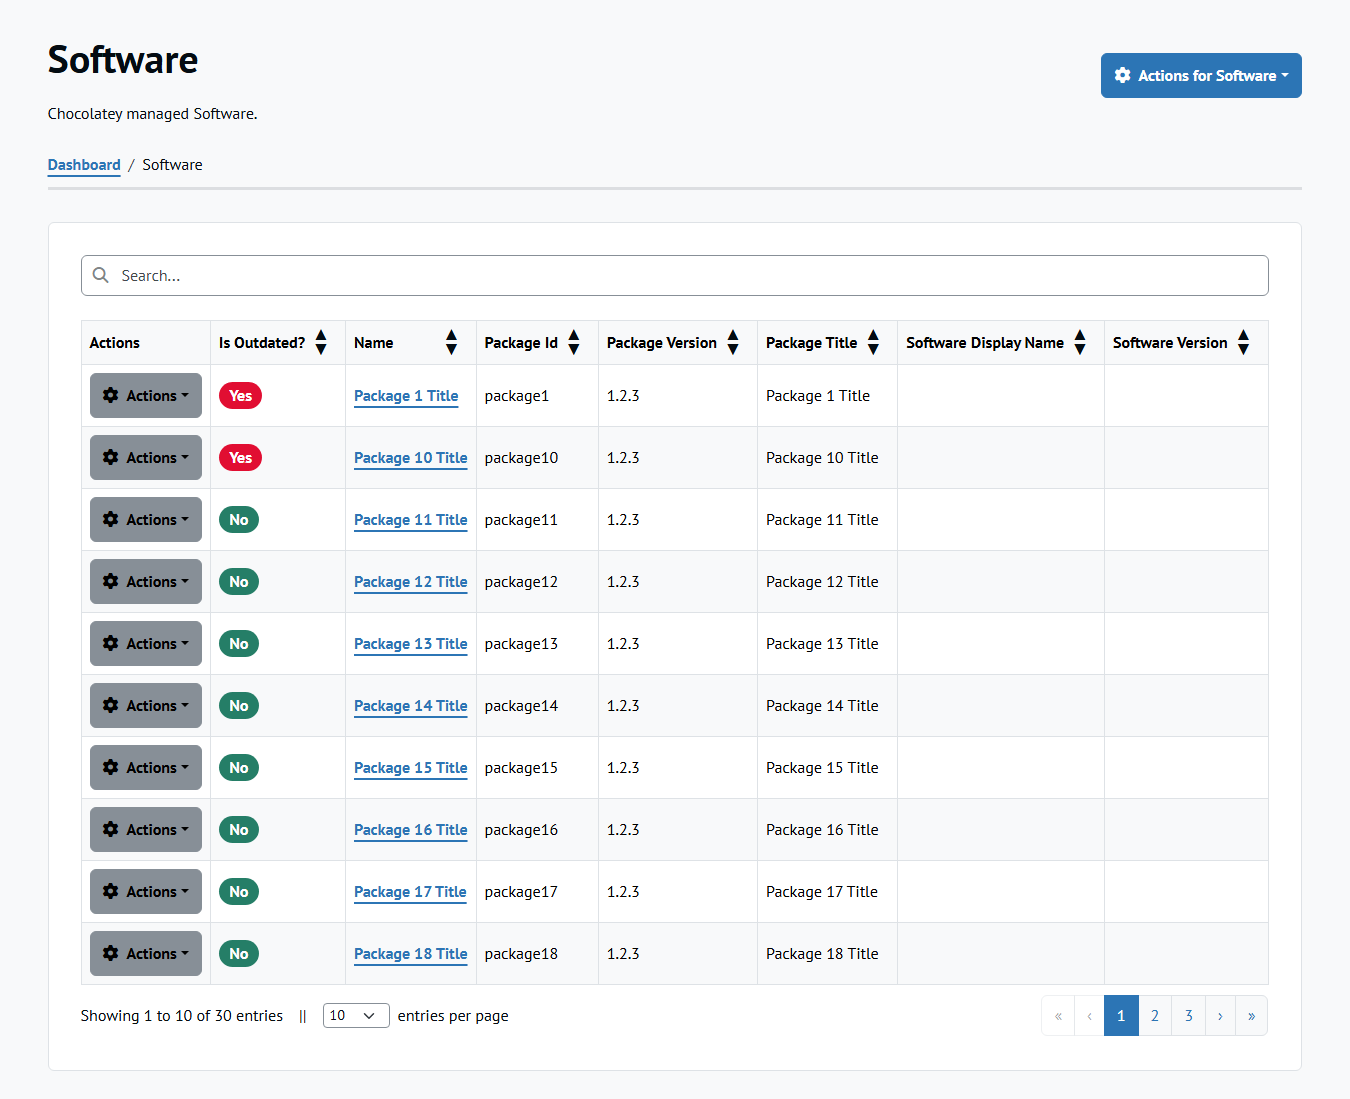 Software
Actions for Software
Chocolatey managed Software.
Dashboard / Software
Search...
Actions Is Outdated? Name Package Id Package Version Package Title Software Display Name Software Version
Actions Yes Package 1 Title package1 1.2.3 Package 1 Title
Actions Yes Package 10 Title package10 1.2.3 Package 10 Title
Actions No Package 11 Title package11 1.2.3 Package 11 Title
Actions No Package 12 Title package12 1.2.3 Package 12 Title
Actions No Package 13 Title package13 1.2.3 Package 13 Title
Actions No Package 14 Title package14 1.2.3 Package 14 Title
Actions No Package 15 Title package15 1.2.3 Package 15 Title
Actions No Package 16 Title package16 1.2.3 Package 16 Title
Actions No Package 17 Title package17 1.2.3 Package 17 Title
Actions No Package 18 Title package18 1.2.3 Package 18 Title
Showing 1 to 10 of 30 entries || 10 entries per page « ‹ 1 2 3 › »